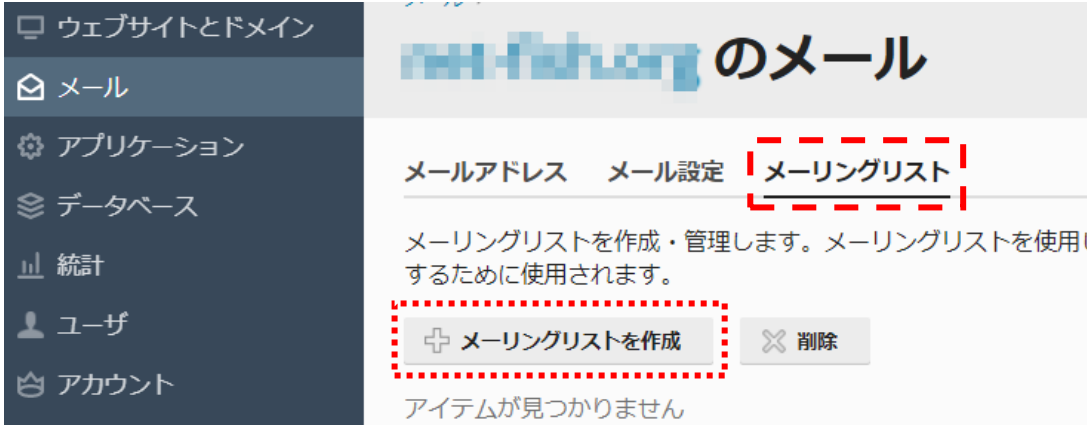 ウェブサイトとドメイン
メール
アプリケーション
データベース
統計
ユーザ
アカウント
のメール
メールアドレス メール設定 メーリングリスト
メーリングリストを作成・管理します。メーリングリストを使用
するために使用されます。
メーリングリストを作成 削除
アイテムが見つかりません